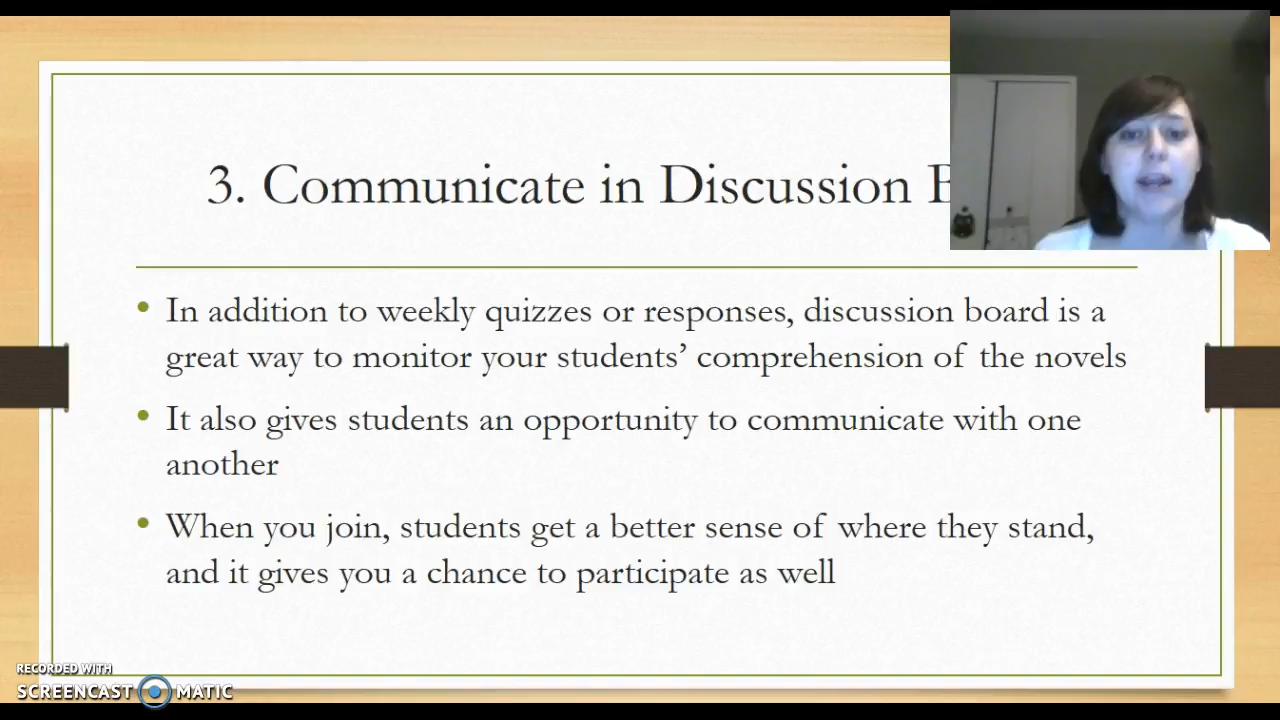 3. Communicate in Discussion
In addition to weekly quizzes or responses, discussion board is a
great way to monitor your students’ comprehension of the novels
It also gives students an opportunity to communicate with one
another
When you join, students get a better sense of where they stand,
and it gives you a chance to participate as well
RECORDED WITH
SCREENCAST MATIC